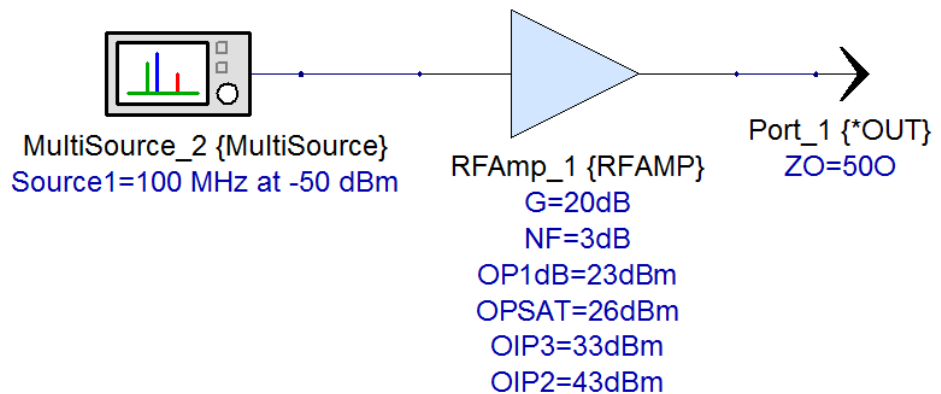 MultiSource_2 {MultiSource}
Source1=100 MHz at -50 dBm
RFAmp_1 {RFAMP}
G=20dB
NF=3dB
OP1dB=23dBm
OPSAT=26dBm
OIP3=33dBm
OIP2=43dBm
Port_1 {*OUT}
ZO=50O